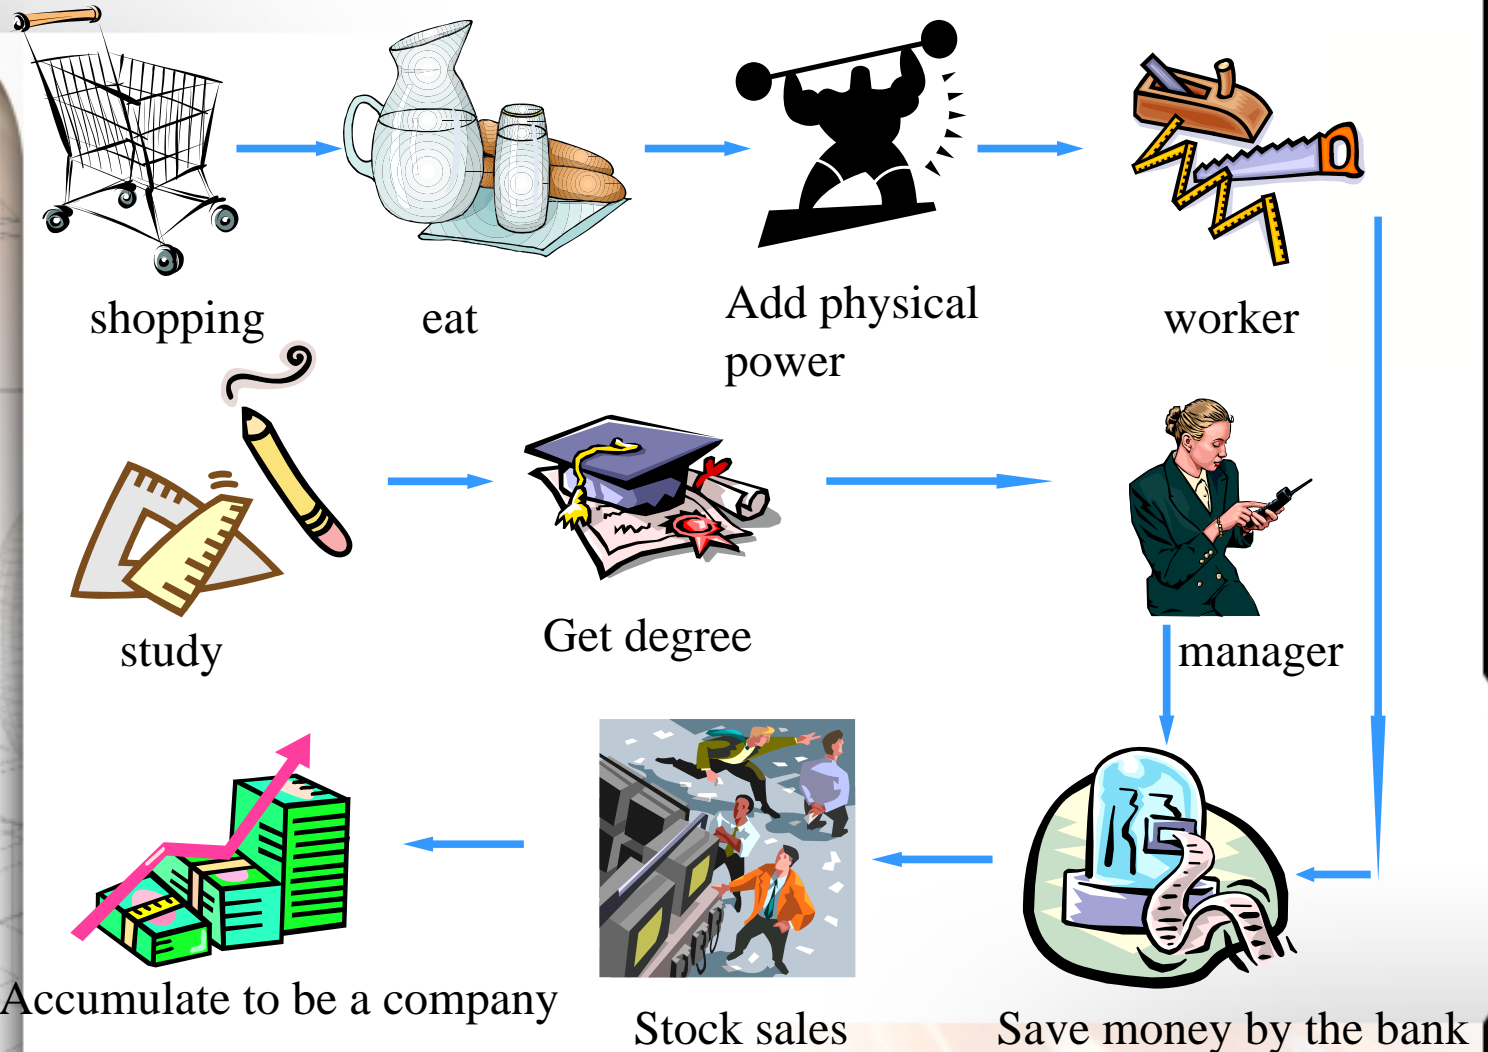 shopping
eat
Add physical
power
worker
study
Get degree
manager
Accumulate to be a company
Stock sales
Save money by the bank